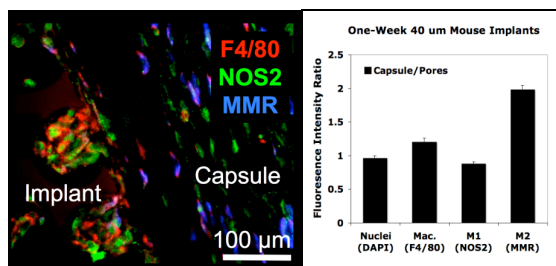 F4/80
NOS2
MMR
Implant
Capsule
100 µm
One-Week 40 um Mouse Implants
Fluoresence Intensity Ratio
2.5
2
1.5
1
0.5
0
Capsule/Pores
Nuclei Mac. M1 M2
(DAPI) (F4/80) (NOS2) (MMR)